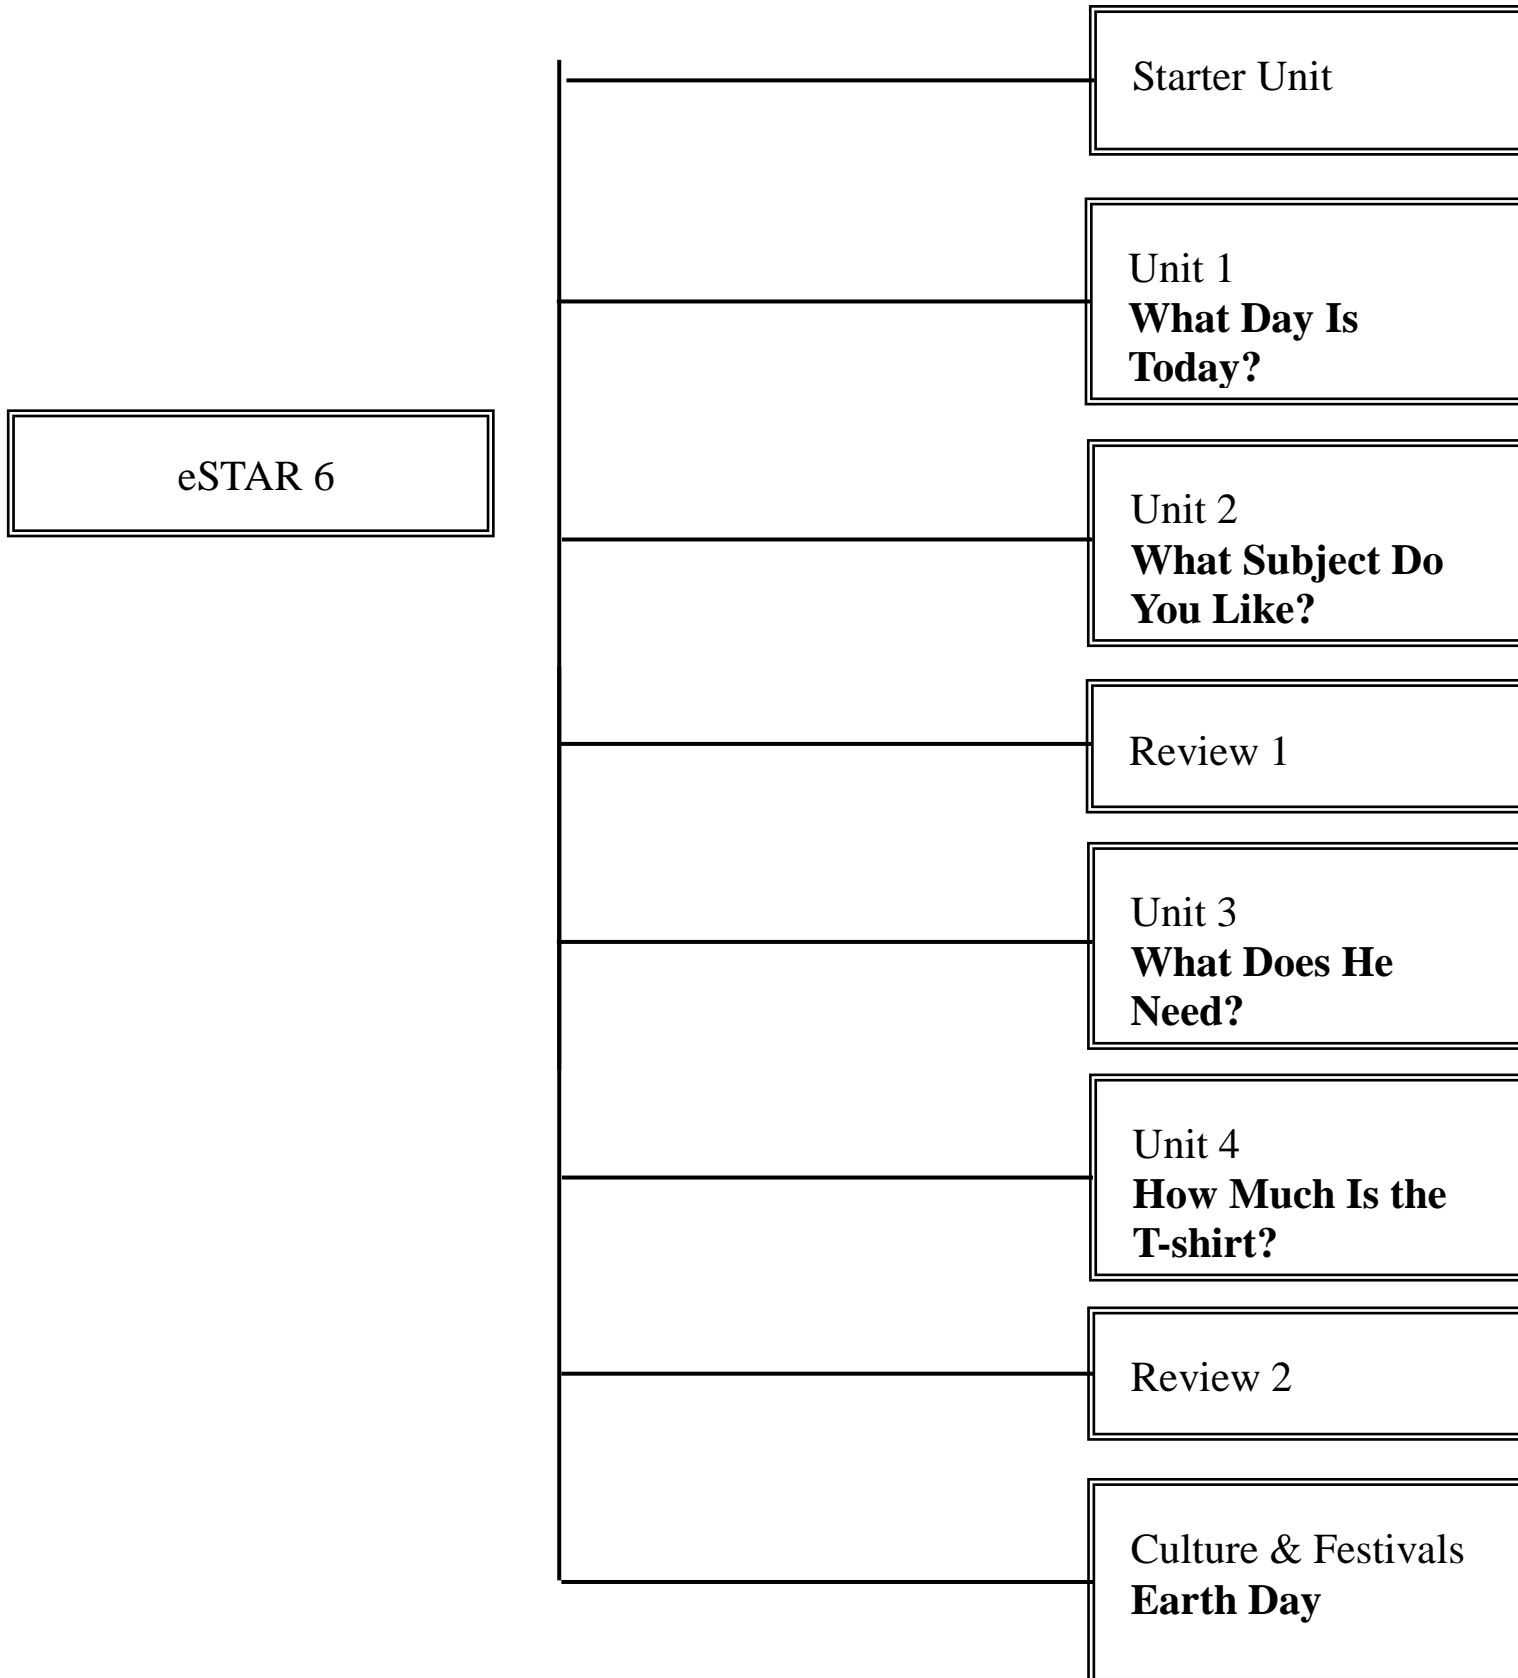 eSTAR 6
Starter Unit
Unit 1
What Day Is
Today?
Unit 2
What Subject Do
You Like?
Review 1
Unit 3
What Does He
Need?
Unit 4
How Much Is the
T-shirt?
Review 2
Culture & Festivals
Earth Day